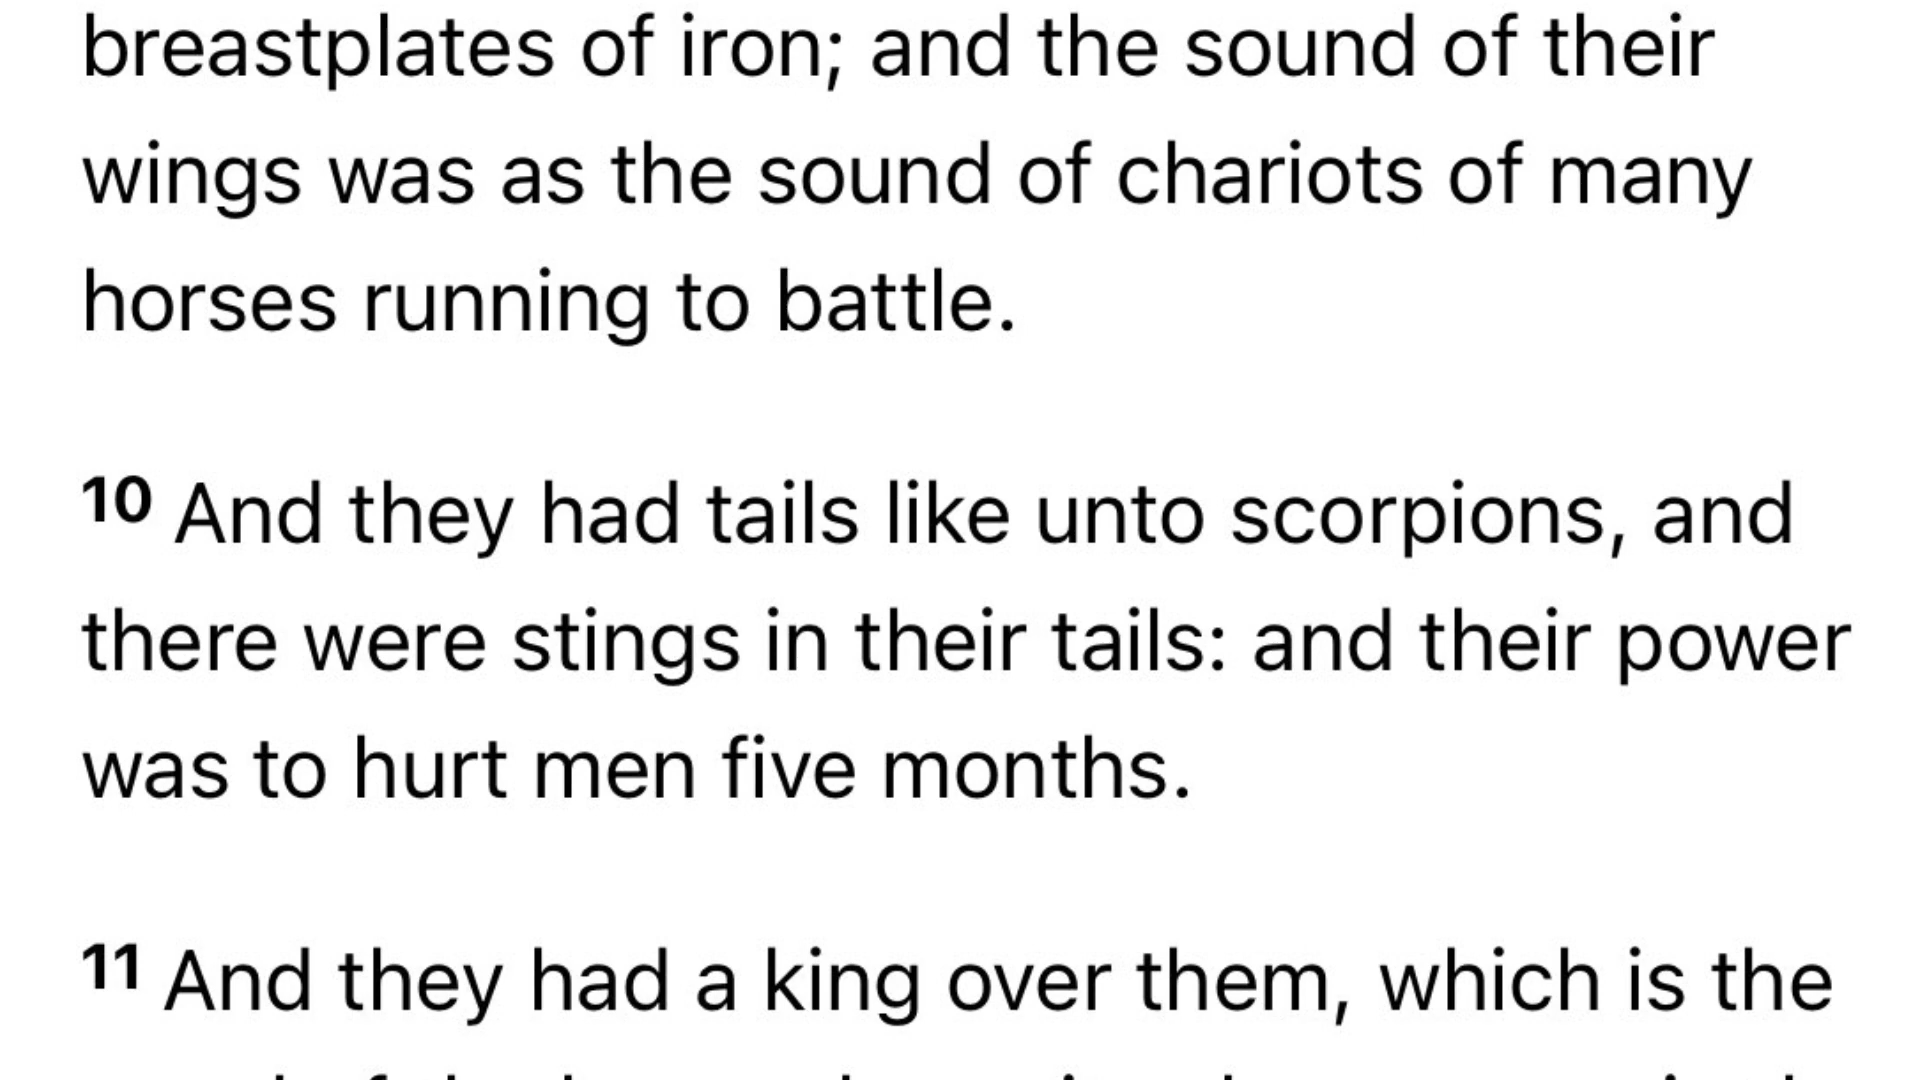 breastplates of iron; and the sound of their
wings was as the sound of chariots of many
horses running to battle.
10 And they had tails like unto scorpions, and
there were stings in their tails: and their power
was to hurt men five months.
11 And they had a king over them, which is the